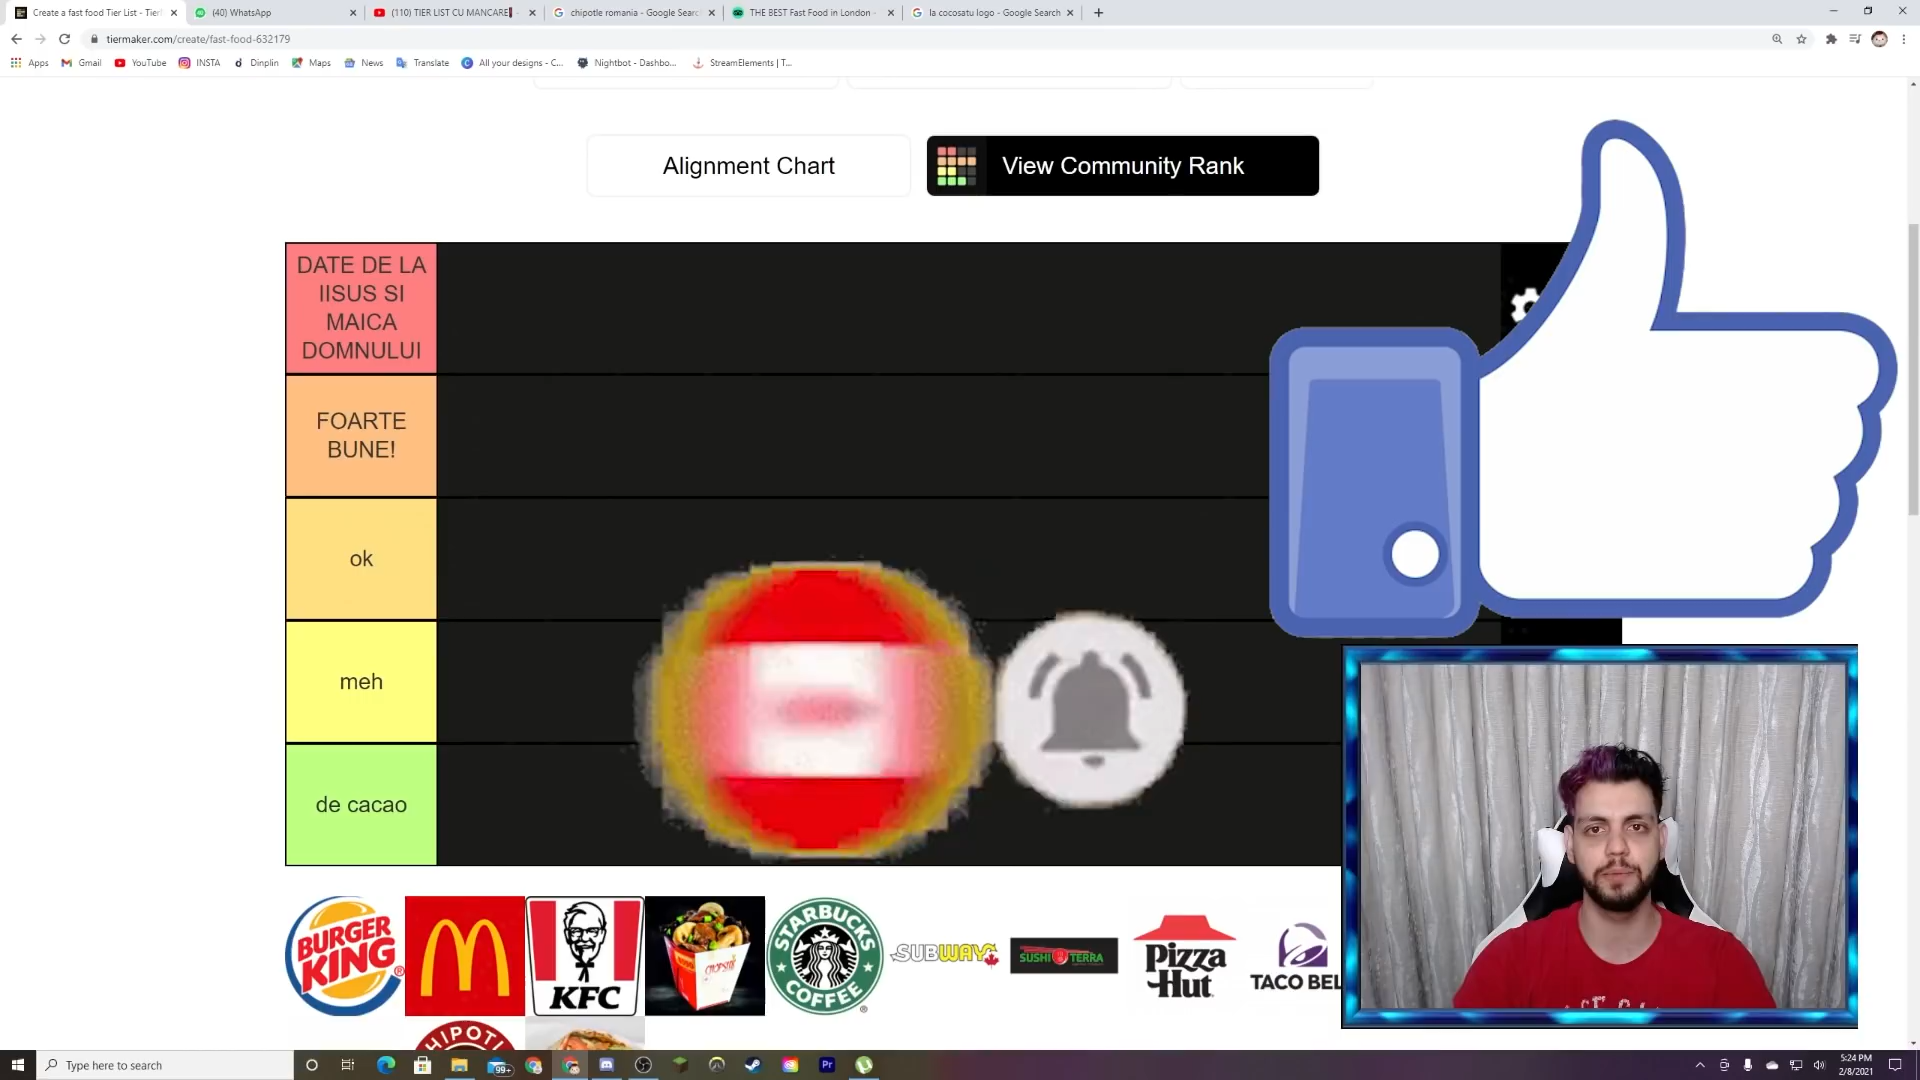 Create a fast food Tier List - Tier
(40) WhatsApp
(110) TIER LIST CU MANCARE
chipotle romania - Google Searc
THE BEST Fast Food in London -
la cocosatu logo - Google Search
tiermaker.com/create/fast-food-632179
Apps
Gmail
YouTube
INSTA
Dinplin
Maps
News
Translate
All your designs - C...
Nightbot - Dashbo...
StreamElements | T...
Alignment Chart
View Community Rank
DATE DE LA
IISUS SI
MAICA
DOMNULUI
FOARTE
BUNE!
ok
meh
de cacao
BURGER
KING
KFC
STARBUCKS
COFFEE
SUBWAY
SUSHI TERRA
Pizza
Hut
TACO BEL
HIPOTL
Type here to search
99+
Pr
5:24 PM
2/8/2021